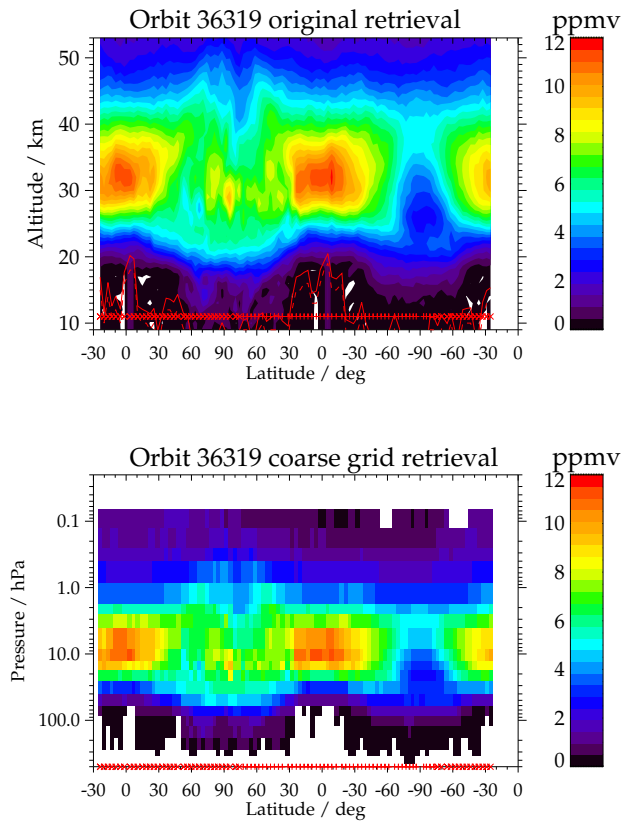 Orbit 36319 original retrieval
ppmv
Altitude / km
50
40
30
20
10
-30 0 30 60 90 60 30 0 -30 -60 -90 -60 -30 0
Latitude / deg
12
10
8
6
4
2
0
Orbit 36319 coarse grid retrieval
ppmv
Pressure / hPa
0.1
1.0
10.0
100.0
-30 0 30 60 90 60 30 0 -30 -60 -90 -60 -30 0
Latitude / deg
12
10
8
6
4
2
0